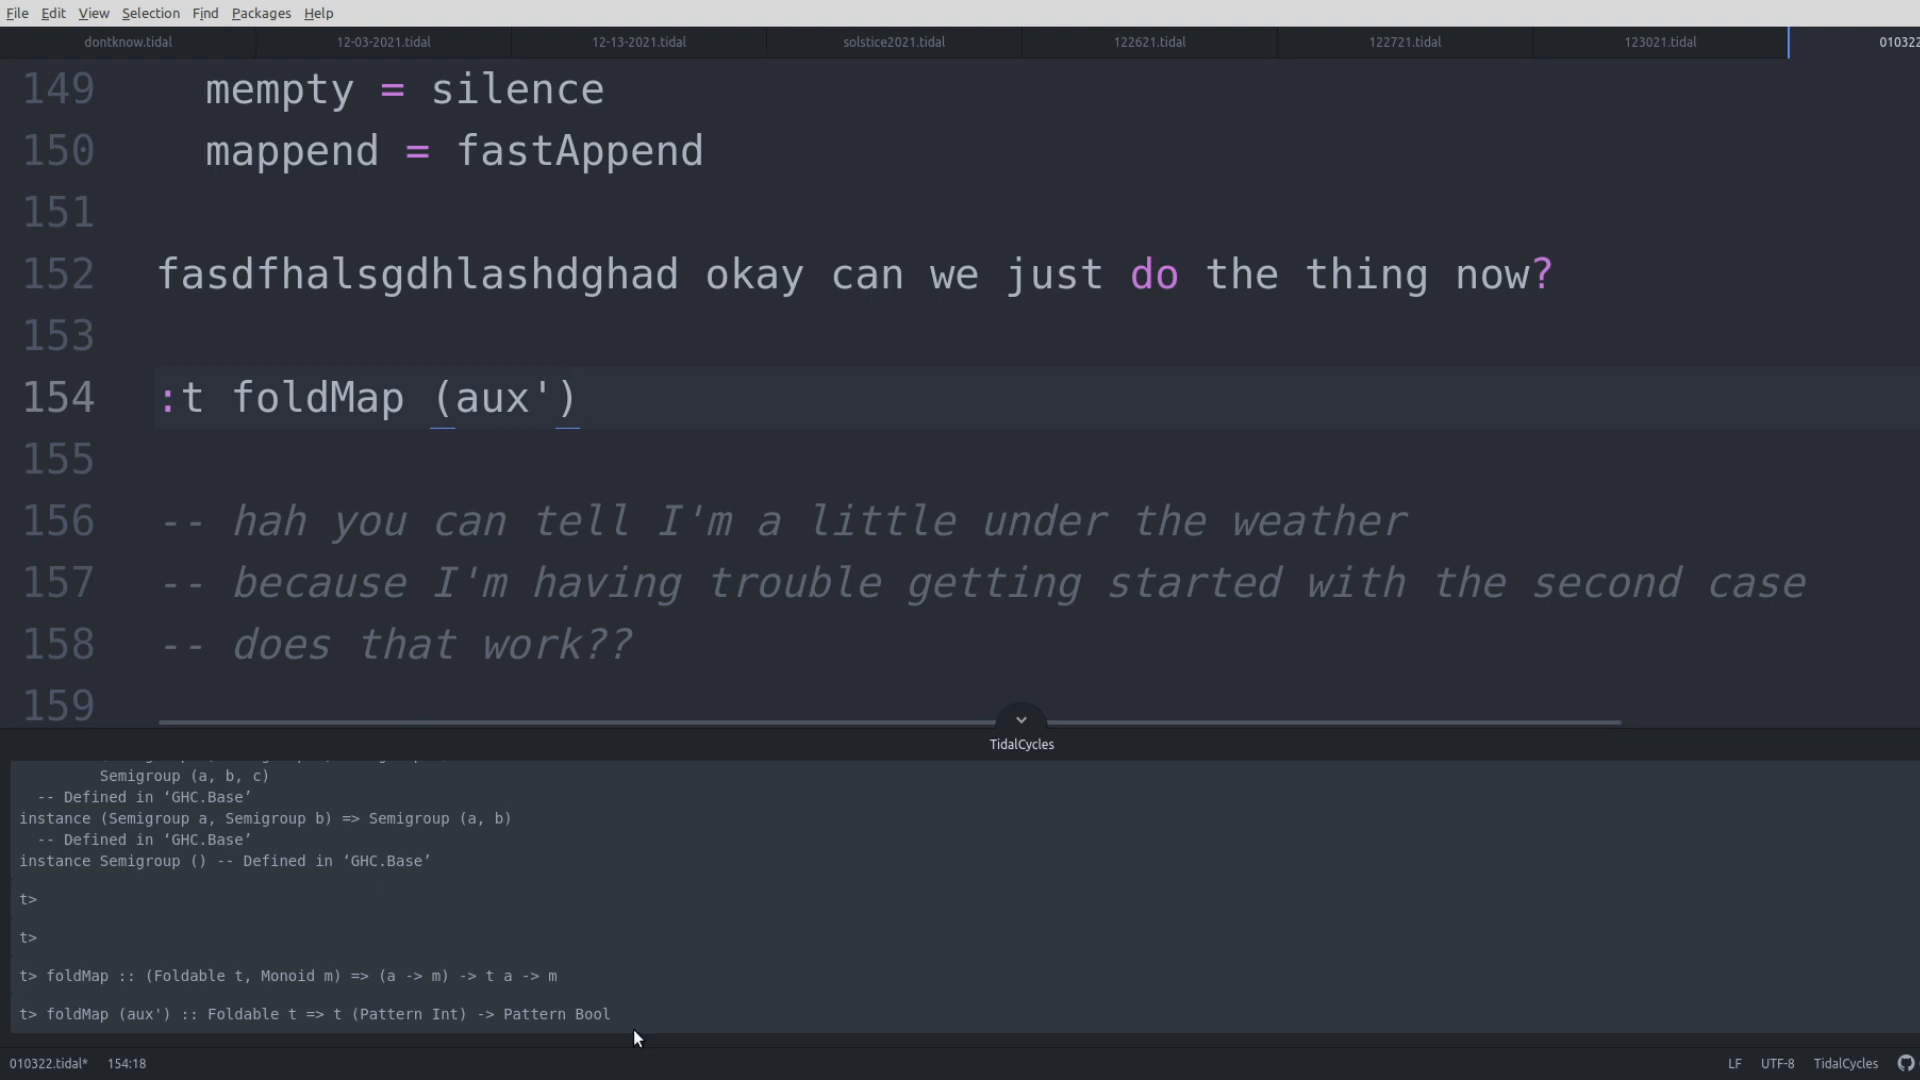 File Edit View Selection Find Packages Help
dontknow.tidal 12-03-2021.tidal 12-13-2021.tidal solstice2021.tidal 122621.tidal 122721.tidal 123021.tidal 010322
149 mempty = silence
150 mappend = fastAppend
151
152 fasdfhalsgdhlashdghad okay can we just do the thing now?
153
154 :t foldMap (aux')
155
156 -- hah you can tell I'm a little under the weather
157 -- because I'm having trouble getting started with the second case
158 -- does that work??
159
TidalCycles
Semigroup (a, b, c)
-- Defined in ‘GHC.Base’
instance (Semigroup a, Semigroup b) => Semigroup (a, b)
-- Defined in ‘GHC.Base’
instance Semigroup () -- Defined in ‘GHC.Base’
t>
t>
t> foldMap :: (Foldable t, Monoid m) => (a -> m) -> t a -> m
t> foldMap (aux') :: Foldable t => t (Pattern Int) -> Pattern Bool
010322.tidal* 154:18 LF UTF-8 TidalCycles